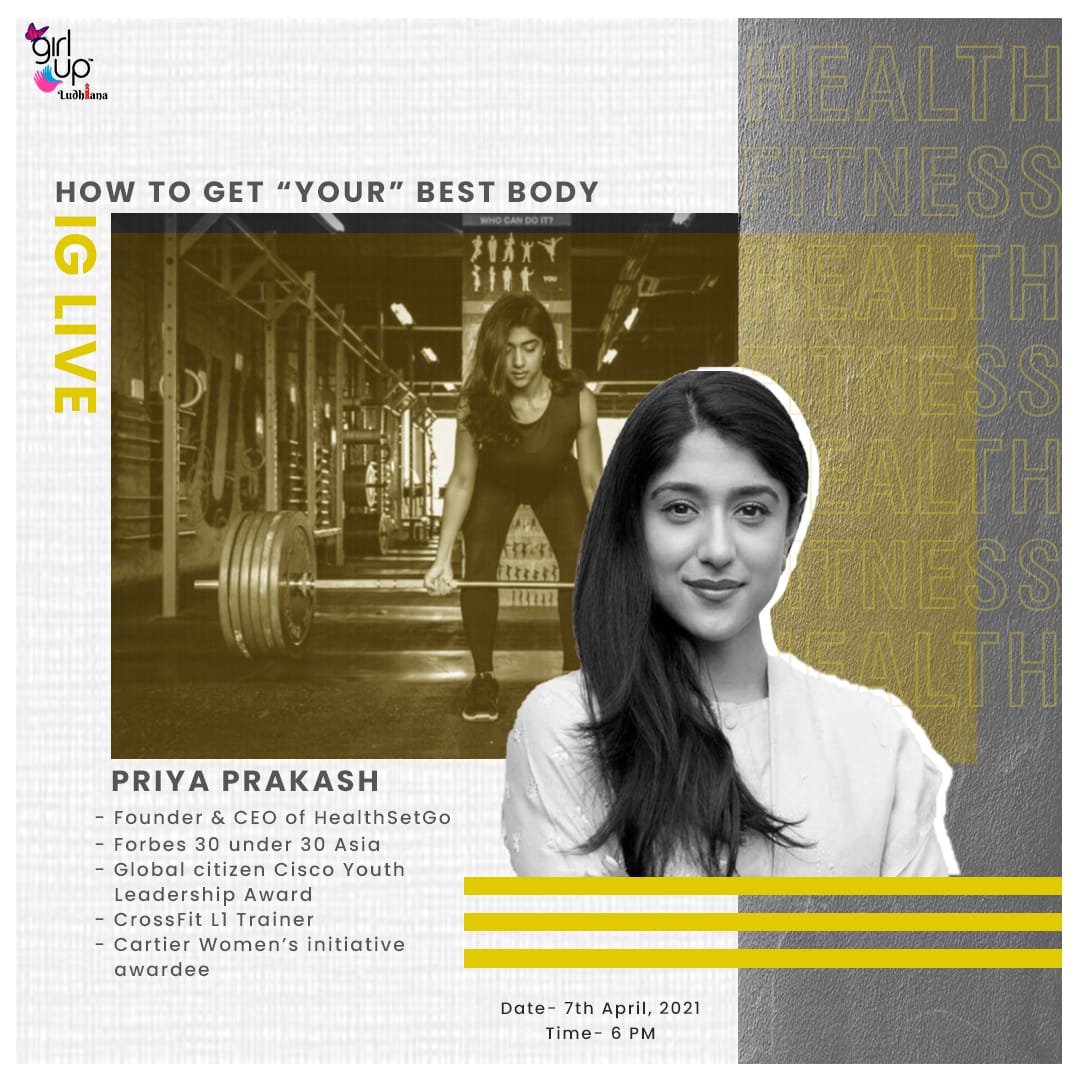 girl
up™
Ludhiana
HOW TO GET “YOUR” BEST BODY
IG LIVE
WHO CAN DO IT?
YOU
HEALTH
FITNESS
HEALTH
FITNESS
HEALTH
FITNESS
HEALTH
PRIYA PRAKASH
- Founder & CEO of HealthSetGo
- Forbes 30 under 30 Asia
- Global citizen Cisco Youth
Leadership Award
- CrossFit L1 Trainer
- Cartier Women’s initiative
awardee
Date- 7th April, 2021
Time- 6 PM